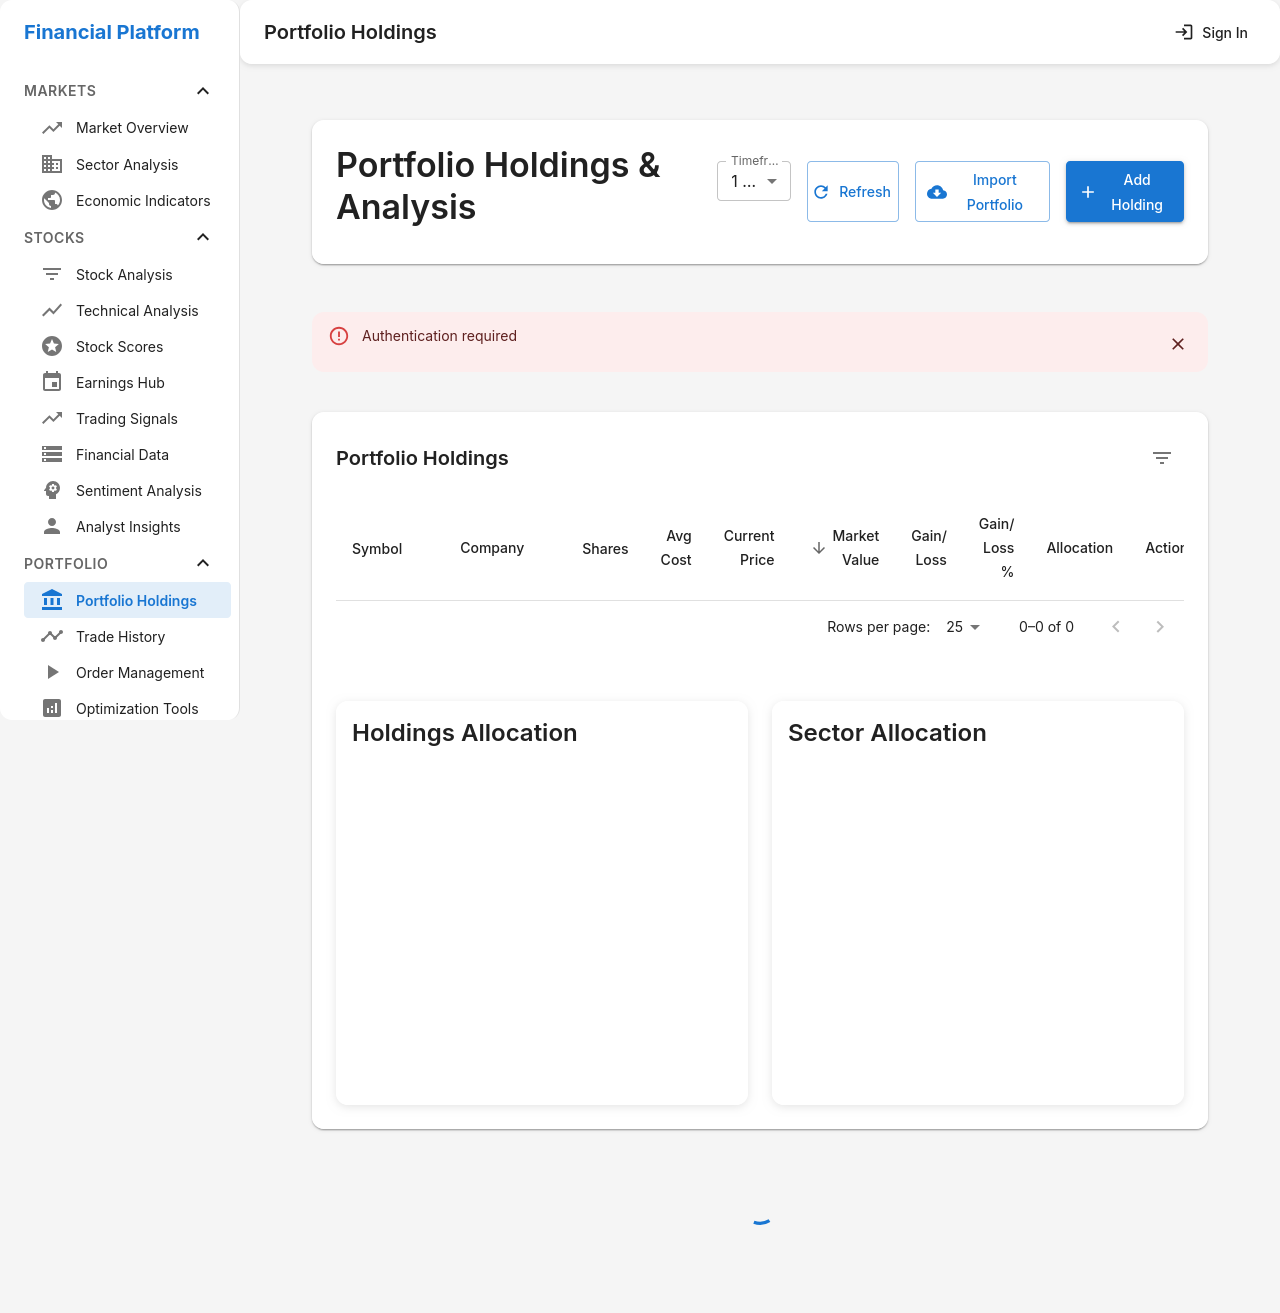 Financial Platform
Portfolio Holdings
Sign In
MARKETS
Market Overview
Sector Analysis
Economic Indicators
STOCKS
Stock Analysis
Technical Analysis
Stock Scores
Earnings Hub
Trading Signals
Financial Data
Sentiment Analysis
Analyst Insights
PORTFOLIO
Portfolio Holdings
Trade History
Order Management
Optimization Tools
Portfolio Holdings &
Analysis
Timefr...
1 ...
Refresh
Import
Portfolio
Add
Holding
Authentication required
Portfolio Holdings
Symbol
Company
Shares
Avg
Cost
Current
Price
Market
Value
Gain/
Loss
Gain/
Loss
%
Allocation
Action
Rows per page:
25
0–0 of 0
Holdings Allocation
Sector Allocation